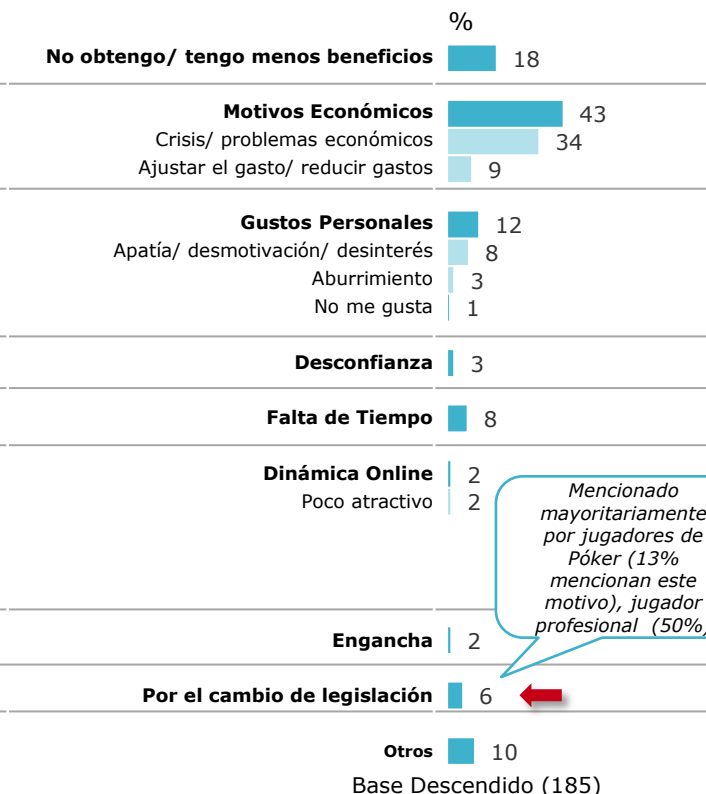 %
No obtengo/ tengo menos beneficios 18
Motivos Económicos 43
Crisis/ problemas económicos 34
Ajustar el gasto/ reducir gastos 9
Gustos Personales 12
Apatía/ desmotivación/ desinterés 8
Aburrimiento 3
No me gusta 1
Desconfianza 3
Falta de Tiempo 8
Dinámica Online 2
Poco atractivo 2
Mencionado
mayoritariamente
por jugadores de
Póker (13%
mencionan este
motivo), jugador
profesional (50%)
Engancha 2
Por el cambio de legislación 6
Otros 10
Base Descendido (185)